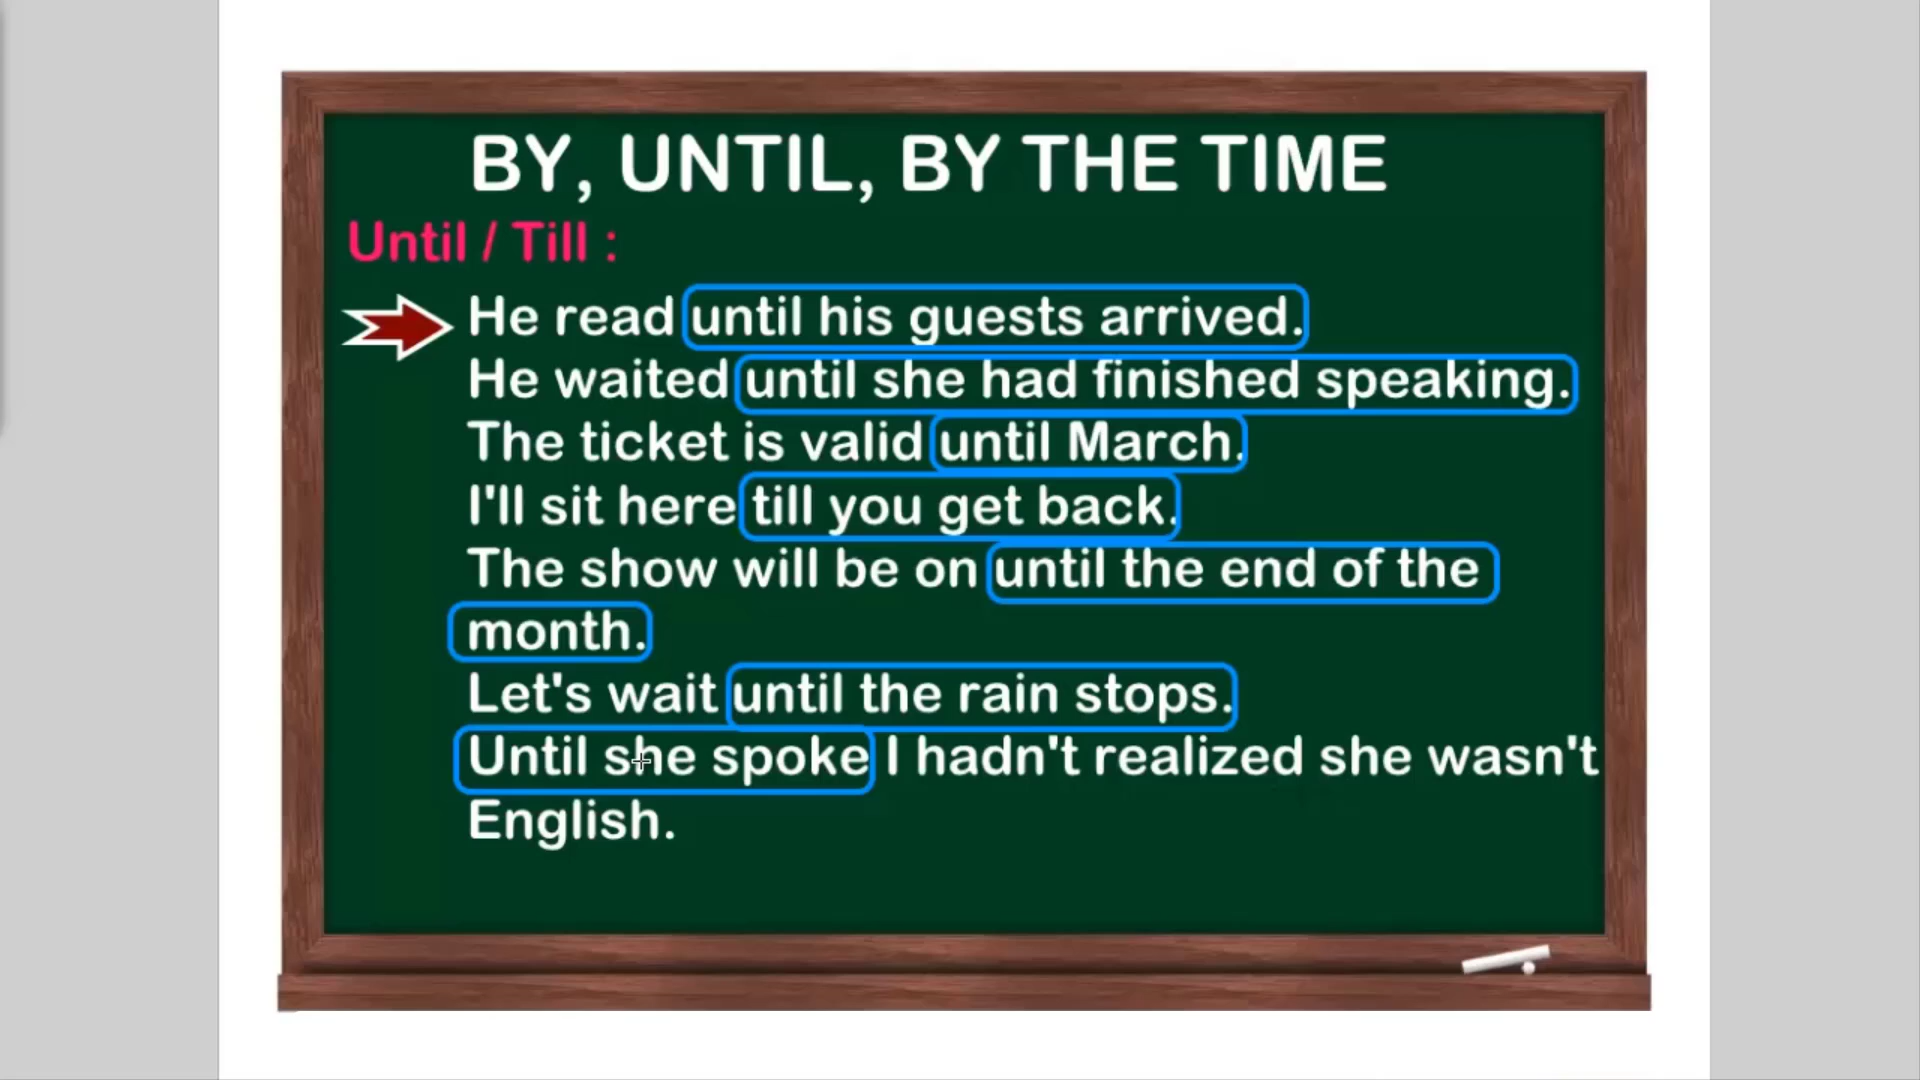 BY, UNTIL, BY THE TIME
Until / Till :
He read until his guests arrived.
He waited until she had finished speaking.
The ticket is valid until March.
I'll sit here till you get back.
The show will be on until the end of the
month.
Let's wait until the rain stops.
Until she spoke I hadn't realized she wasn't
English.